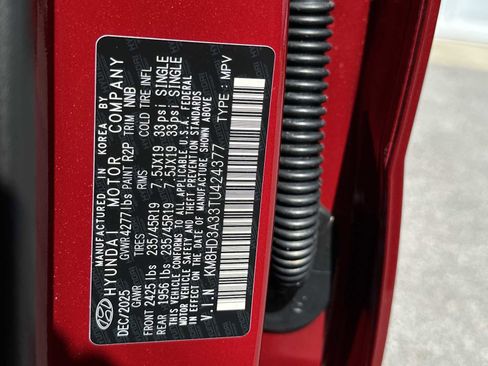 MANUFACTURED IN KOREA BY
HYUNDAI MOTOR COMPANY
DEC/2025 GVWR4277lbs PAINT R2P TRIM NNB
GAWR TIRES RIMS COLD TIRE INFL
FRONT 2425 lbs 235/45R19 7.5JX19 33psi SINGLE
REAR 1956 lbs 235/45R19 7.5JX19 33psi SINGLE
THIS VEHICLE CONFORMS TO ALL APPLICABLE U.S.A. FEDERAL
MOTOR VEHICLE SAFETY AND THEFT PREVENTION STANDARDS
IN EFFECT ON THE DATE OF MANUFACTURE SHOWN ABOVE
V.I.N KM8HD3A33TU424377 TYPE : MPV